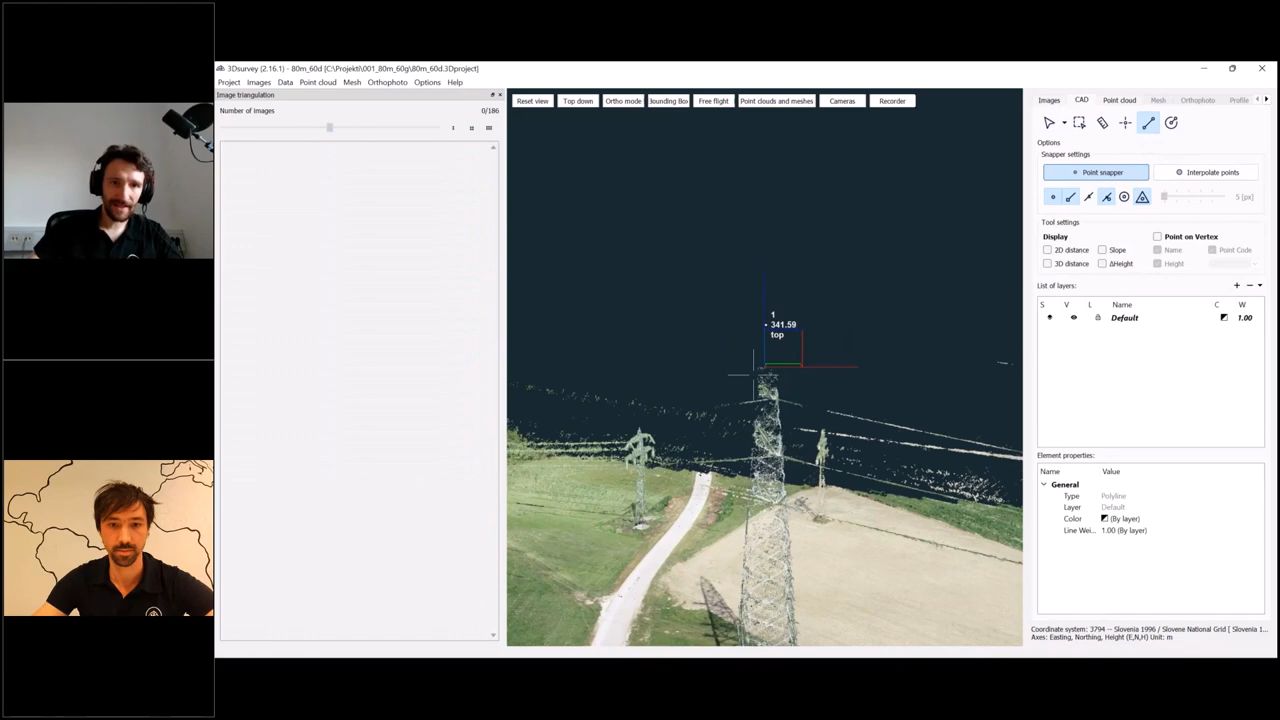 3Dsurvey (2.16.1) - 80m_60d [C:\Projekti\001_80m_60g\80m_60d.3Dproject]
Project Images Data Point cloud Mesh Orthophoto Options Help
Image triangulation
Number of images 0/186
Reset view Top down Ortho mode Bounding Box Free flight Point clouds and meshes Cameras Recorder
1
341.59
top
Images CAD Point cloud Mesh Orthophoto Profile
Options
Snapper settings
Point snapper Interpolate points
5 [px]
Tool settings
Display Point on Vertex
2D distance Slope Name Point Code
3D distance ΔHeight Height
List of layers:
S V L Name C W
Default 1.00
Element properties:
Name Value
General
Type Polyline
Layer Default
Color (By layer)
Line Wei... 1.00 (By layer)
Coordinate system: 3794 -- Slovenia 1996 / Slovene National Grid [ Slovenia 1...
Axes: Easting, Northing, Height (E,N,H) Unit: m